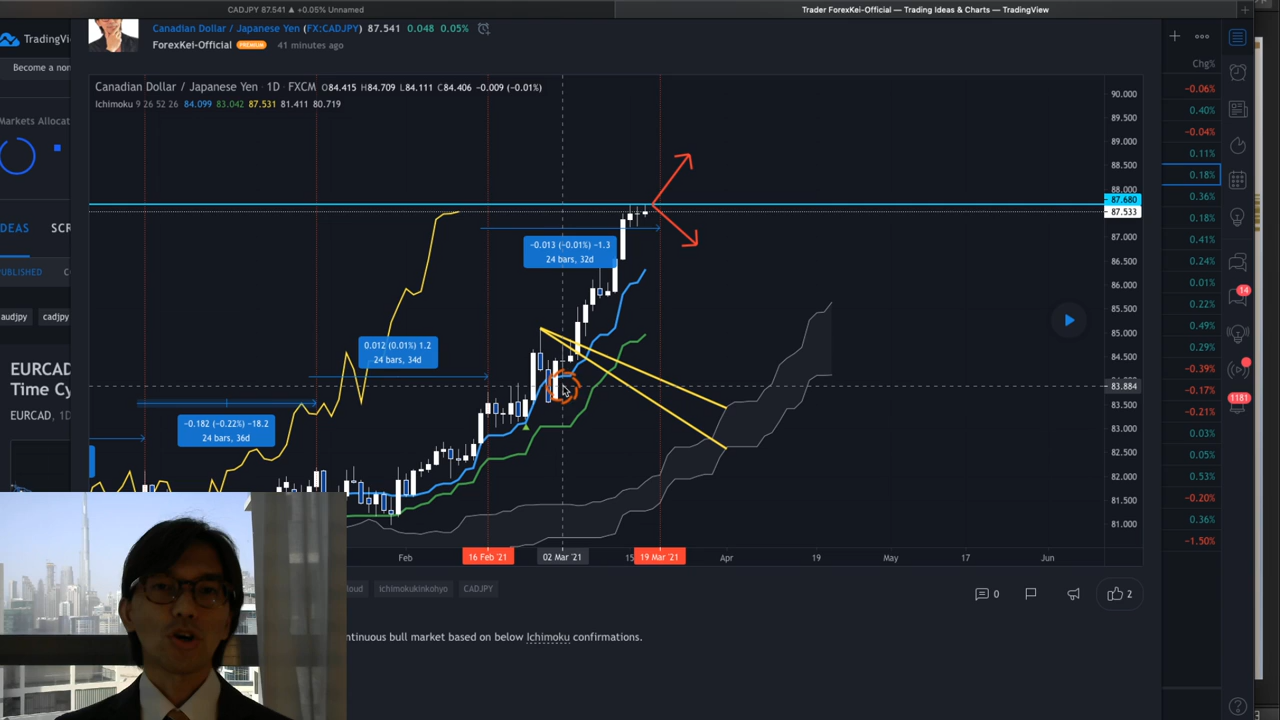 CADJPY 87.541 ▲ +0.05% Unnamed
Trader ForexKei-Official — Trading Ideas & Charts — TradingView
TradingVi
Become a
Markets Alloca
DEAS
SC
PUBLISHED
audjpy
cadjpy
EURCAD
Time Cy
EURCAD, 1D
Canadian Dollar / Japanese Yen (FX:CADJPY) 87.541 0.048 0.05%
ForexKei-Official PREMIUM 41 minutes ago
Canadian Dollar / Japanese Yen · 1D · FXCM O84.415 H84.709 L84.111 C84.406 -0.009 (-0.01%)
Ichimoku 9 26 52 26 84.099 83.042 87.531 81.411 80.719
-0.013 (-0.01%) -1.3
24 bars, 32d
0.012 (0.01%) 1.2
24 bars, 34d
-0.182 (-0.22%) -18.2
24 bars, 36d
90.000
89.500
89.000
88.500
88.000
87.680
87.533
87.000
86.500
86.000
85.500
85.000
84.500
83.884
83.500
83.000
82.500
82.000
81.500
81.000
Feb
16 Feb '21
02 Mar '21
15
19 Mar '21
Apr
19
May
17
Jun
Chg%
-0.06%
0.40%
-0.04%
0.11%
0.18%
0.36%
0.18%
0.41%
0.24%
0.01%
0.22%
0.49%
0.29%
-0.39%
-0.17%
-0.21%
0.03%
0.05%
0.53%
-0.20%
0.36%
-1.50%
14
1181
loud
ichimokukinkohyo
CADJPY
0
2
ntinuous bull market based on below Ichimoku confirmations.